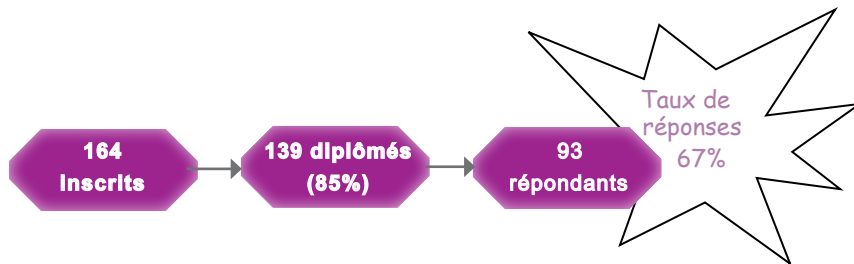 164
inscrits
139 diplômés
(85%)
93
répondants
Taux de
réponses
67%